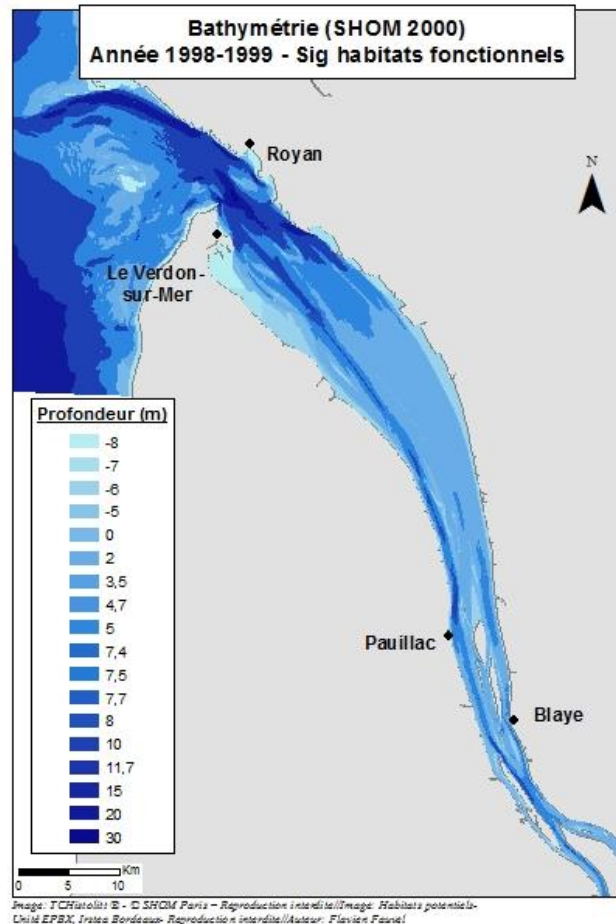 Bathymétrie (SHOM 2000)
Année 1998-1999 - Sig habitats fonctionnels
Royan
N
Le Verdon-
sur-Mer
Profondeur (m)
-8
-7
-6
-5
0
2
3,5
4,7
5
7,4
7,5
7,7
8
10
11,7
15
20
30
Pauillac
Blaye
Km
0 5 10
Image: TCHistolitt ® - © SHOM Paris – Reproduction interdite//Image: Habitats potentiels-
Unité EPBX, Irstea Bordeaux- Reproduction interdite//Auteur: Flavien Fauvel